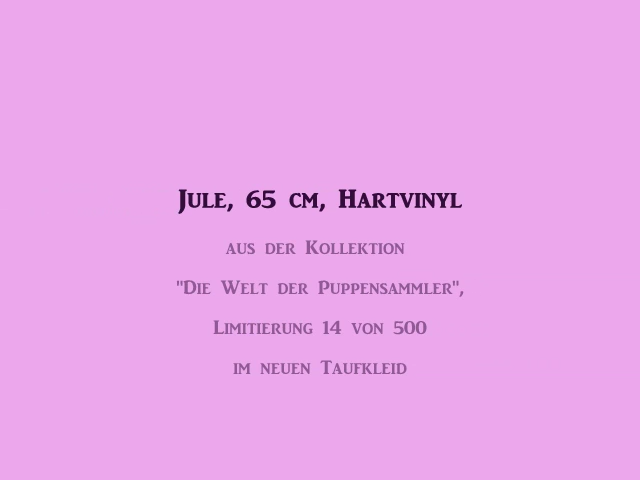 Jule, 65 cm, Hartvinyl
aus der Kollektion
"Die Welt der Puppensammler",
Limitierung 14 von 500
im neuen Taufkleid